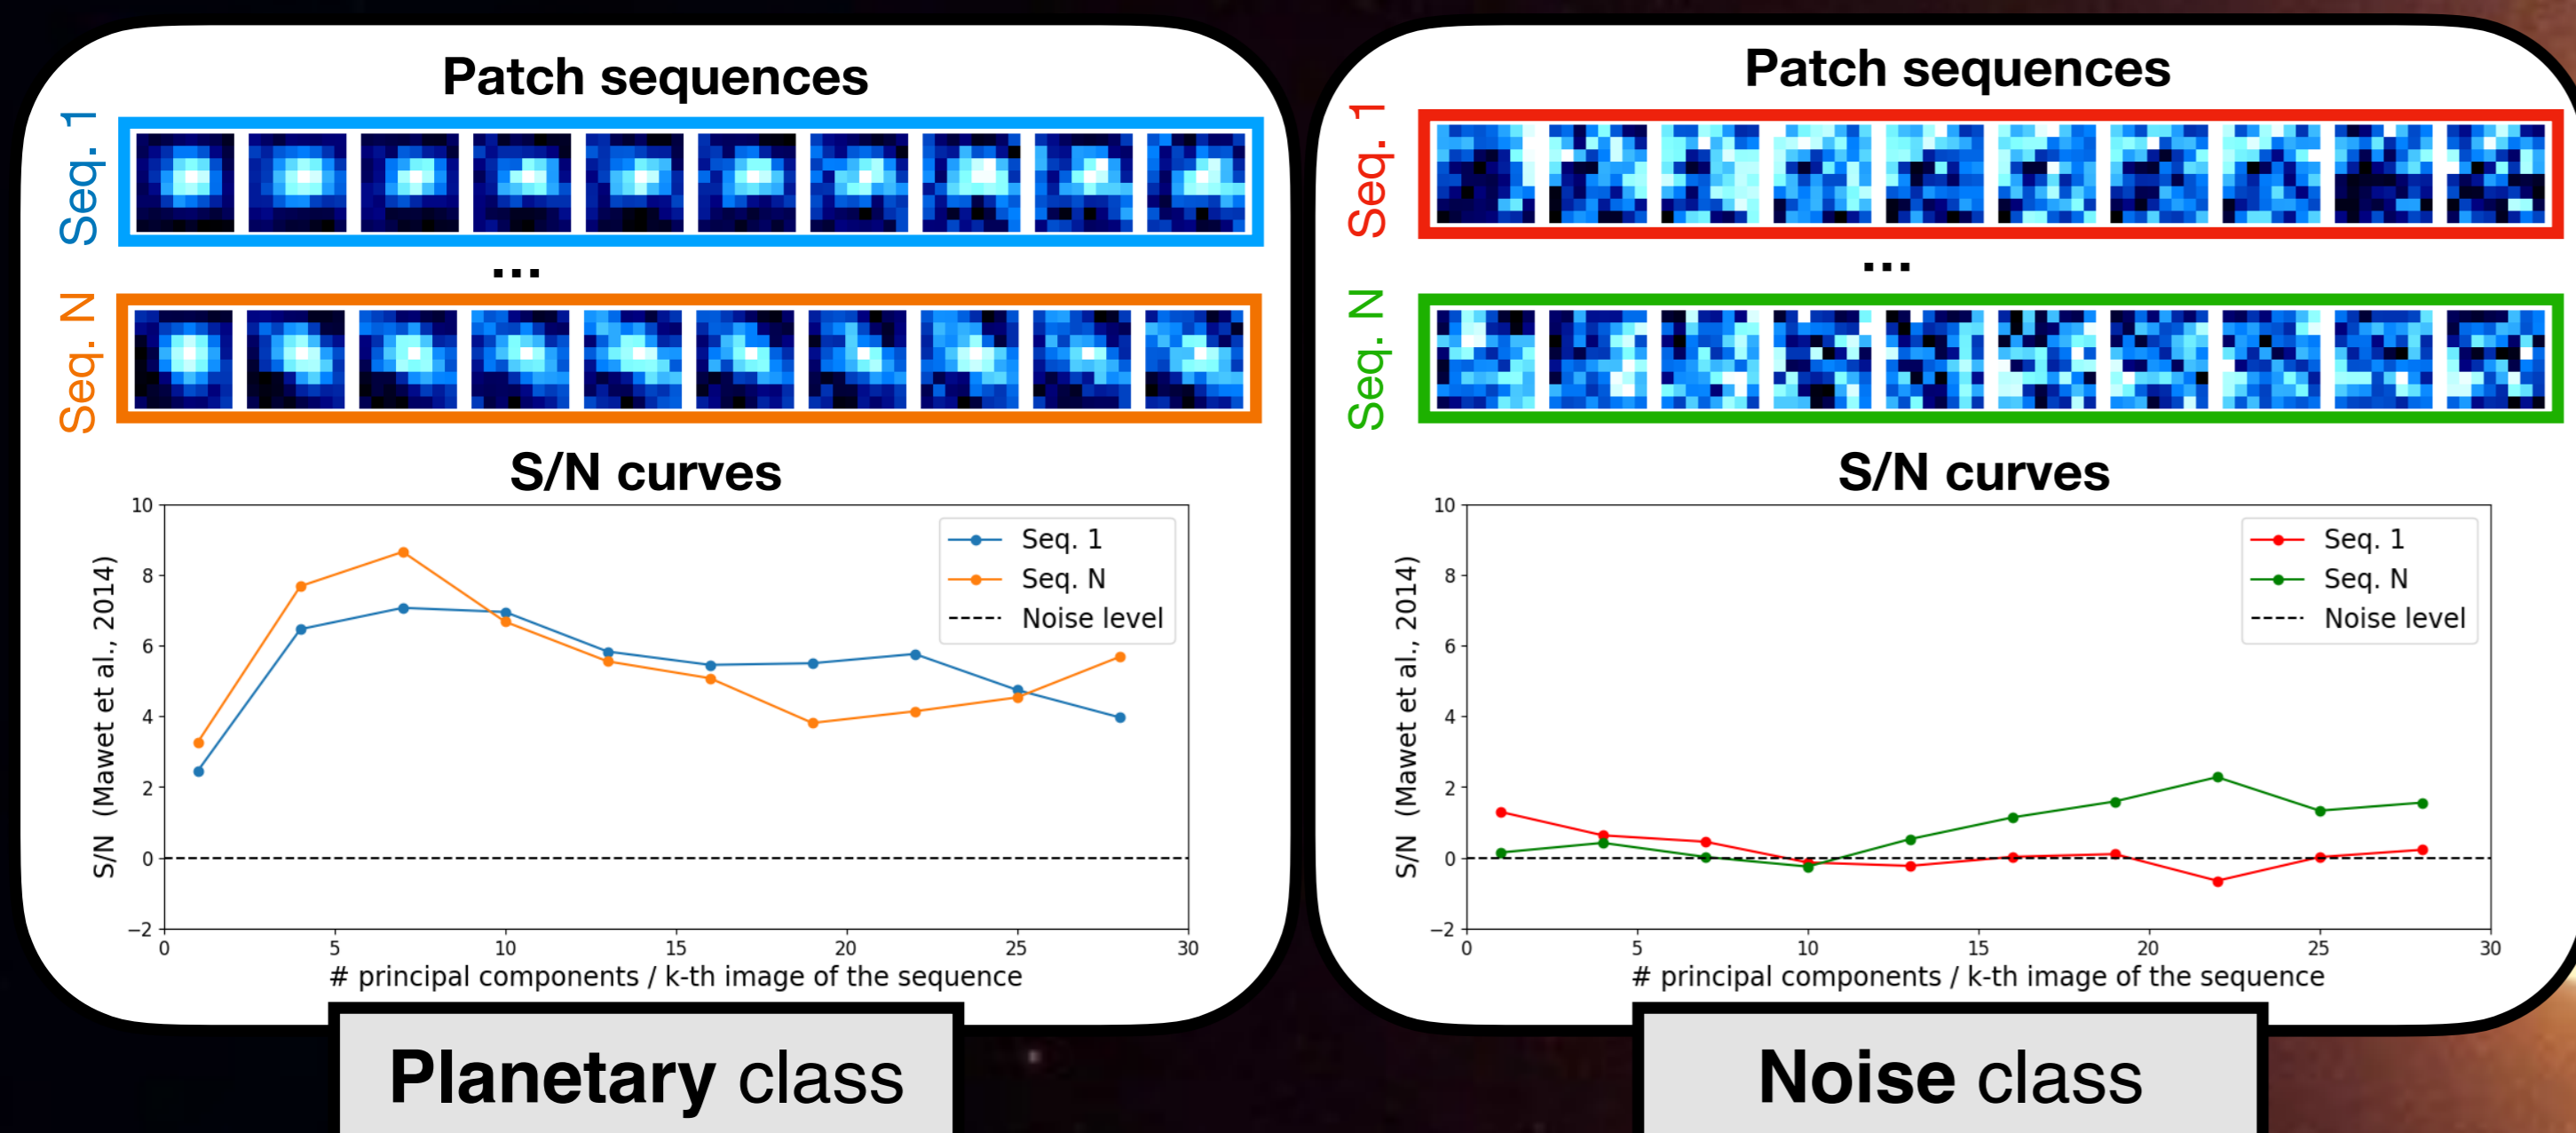 Patch sequences
Seq. 1
...
Seq. N
S/N curves
10
8
6
4
2
0
−2
S/N (Mawet et al., 2014)
Seq. 1
Seq. N
Noise level
0 5 10 15 20 25 30
# principal components / k-th image of the sequence
Planetary class
Patch sequences
Seq. 1
...
Seq. N
S/N curves
10
8
6
4
2
0
−2
S/N (Mawet et al., 2014)
Seq. 1
Seq. N
Noise level
0 5 10 15 20 25 30
# principal components / k-th image of the sequence
Noise class